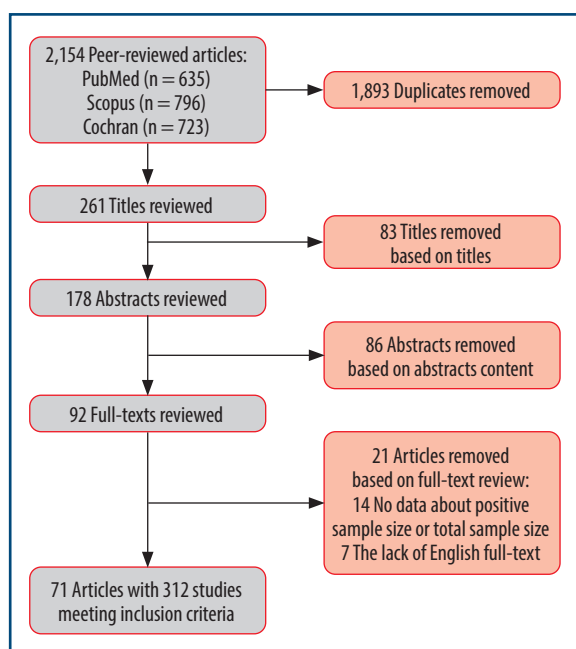 2,154 Peer-reviewed articles:
PubMed (n = 635)
Scopus (n = 796)
Cochran (n = 723)
1,893 Duplicates removed
261 Titles reviewed
83 Titles removed
based on titles
178 Abstracts reviewed
86 Abstracts removed
based on abstracts content
92 Full-texts reviewed
21 Articles removed
based on full-text review:
14 No data about positive
sample size or total sample size
7 The lack of English full-text
71 Articles with 312 studies
meeting inclusion criteria